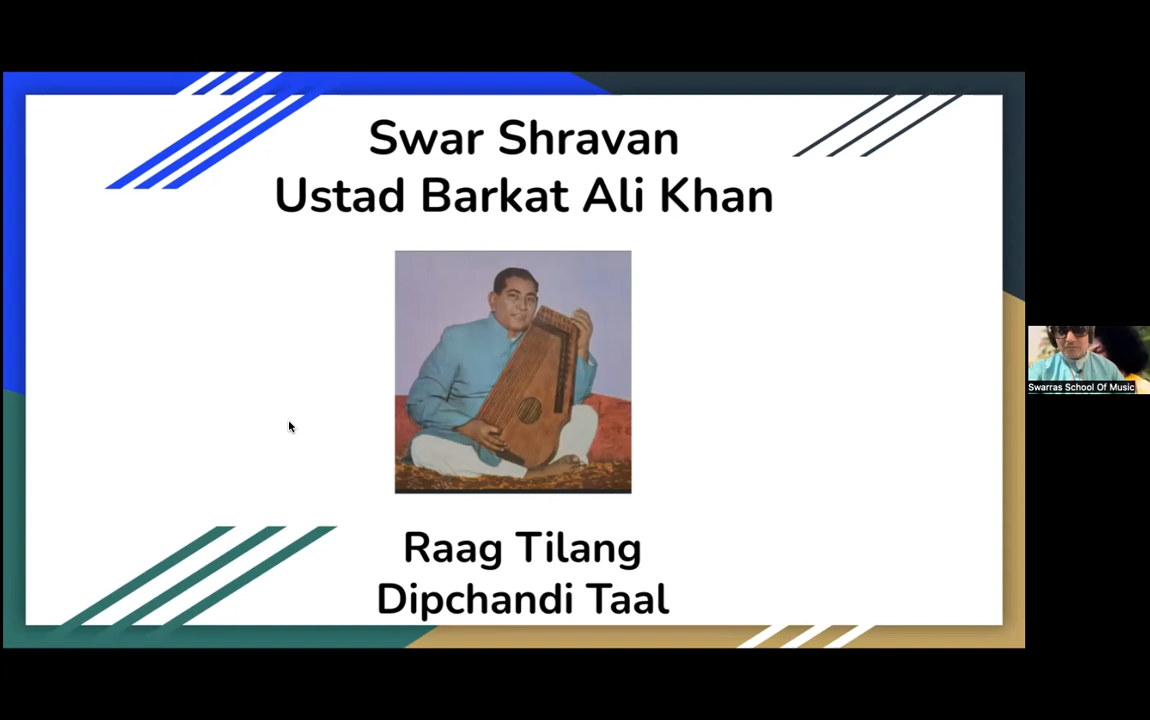 Swar Shravan
Ustad Barkat Ali Khan
Raag Tilang
Dipchandi Taal
Swarras School Of Music